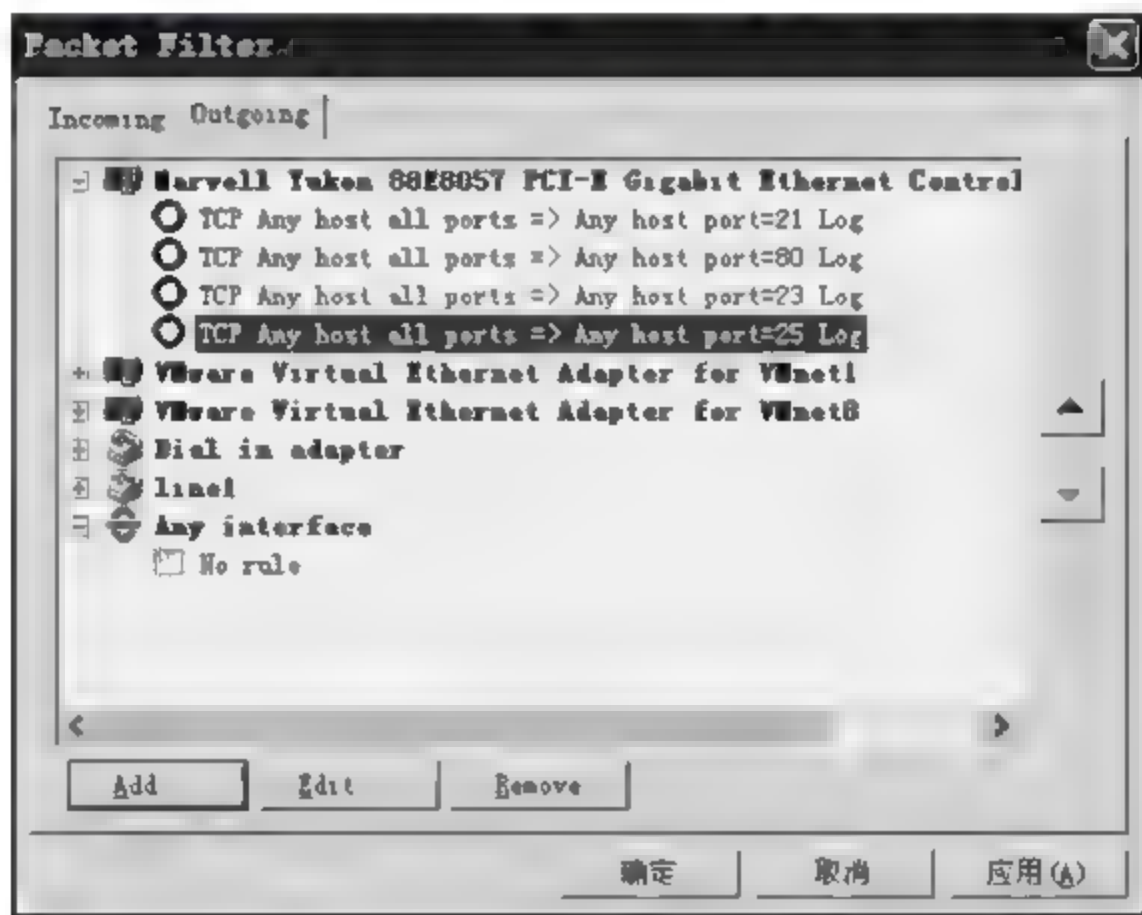 Packet Filter
Incoming Outgoing
Marvell Yukon 88E8057 PCI-E Gigabit Ethernet Control
TCP Any host all ports => Any host port=21 Log
TCP Any host all ports => Any host port=80 Log
TCP Any host all ports => Any host port=23 Log
TCP Any host all ports => Any host port=25 Log
VMware Virtual Ethernet Adapter for VMnet1
VMware Virtual Ethernet Adapter for VMnet8
Dial in adapter
line1
Any interface
No rule
Add Edit Remove
确定 取消 应用(A)